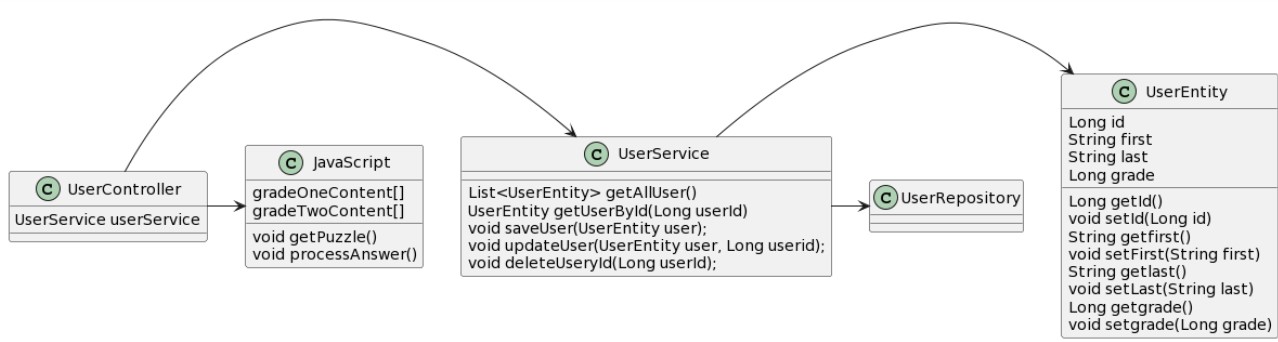 C UserController
UserService userService
C JavaScript
gradeOneContent[]
gradeTwoContent[]
void getPuzzle()
void processAnswer()
C UserService
List<UserEntity> getAllUser()
UserEntity getUserById(Long userId)
void saveUser(UserEntity user);
void updateUser(UserEntity user, Long userid);
void deleteUseryId(Long userId);
C UserRepository
C UserEntity
Long id
String first
String last
Long grade
Long getId()
void setId(Long id)
String getfirst()
void setFirst(String first)
String getlast()
void setLast(String last)
Long getgrade()
void setgrade(Long grade)